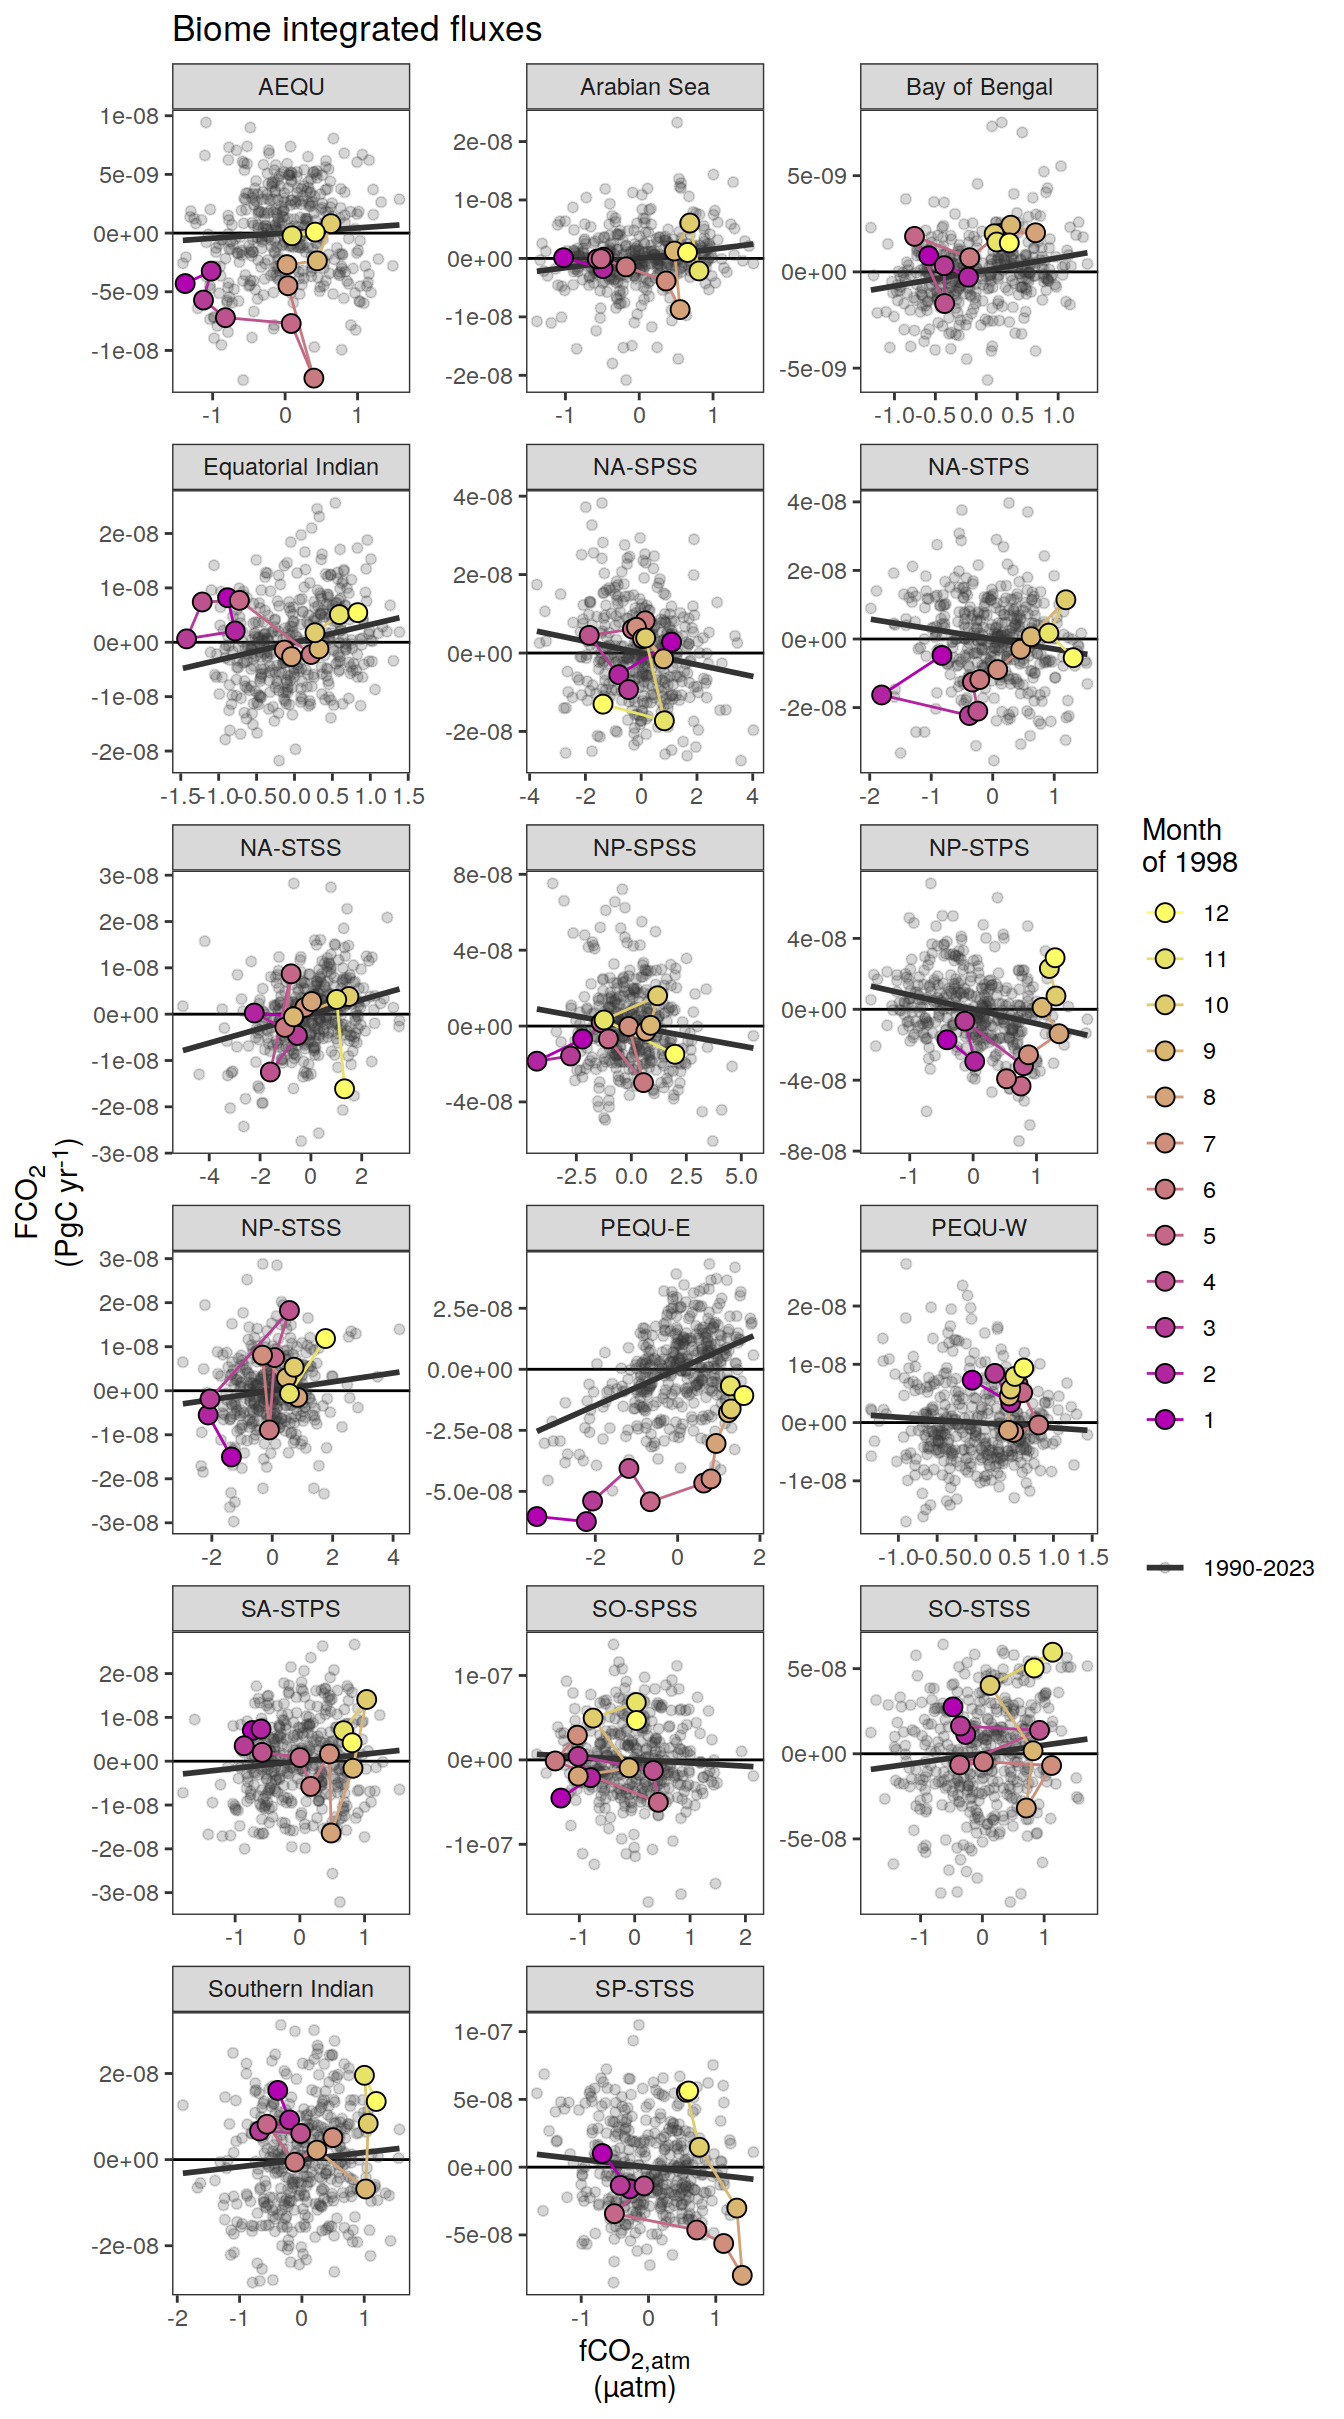 Biome integrated fluxes
AEQU
Arabian Sea
Bay of Bengal
1e-08
5e-09
0e+00
-5e-09
-1e-08
2e-08
1e-08
0e+00
-1e-08
-2e-08
5e-09
0e+00
-5e-09
-1 0 1
-1 0 1
-1.0 -0.5 0.0 0.5 1.0
Equatorial Indian
NA-SPSS
NA-STPS
2e-08
1e-08
0e+00
-1e-08
-2e-08
4e-08
2e-08
0e+00
-2e-08
4e-08
2e-08
0e+00
-2e-08
-1.5 -1.0 -0.5 0.0 0.5 1.0 1.5
-4 -2 0 2 4
-2 -1 0 1
NA-STSS
NP-SPSS
NP-STPS
3e-08
2e-08
1e-08
0e+00
-1e-08
-2e-08
-3e-08
8e-08
4e-08
0e+00
-4e-08
4e-08
0e+00
-4e-08
-8e-08
-4 -2 0 2
-2.5 0.0 2.5 5.0
-1 0 1
NP-STSS
PEQU-E
PEQU-W
3e-08
2e-08
1e-08
0e+00
-1e-08
-2e-08
-3e-08
2.5e-08
0.0e+00
-2.5e-08
-5.0e-08
2e-08
1e-08
0e+00
-1e-08
-2 0 2 4
-2 0 2
-1.0 -0.5 0.0 0.5 1.0 1.5
SA-STPS
SO-SPSS
SO-STSS
2e-08
1e-08
0e+00
-1e-08
-2e-08
-3e-08
1e-07
0e+00
-1e-07
5e-08
0e+00
-5e-08
-1 0 1
-1 0 1 2
-1 0 1
Southern Indian
SP-STSS
2e-08
0e+00
-2e-08
1e-07
5e-08
0e+00
-5e-08
-2 -1 0 1
-1 0 1
fCO2,atm
(µatm)
FCO2
(PgC yr-1)
Month
of 1998
12
11
10
9
8
7
6
5
4
3
2
1
1990-2023